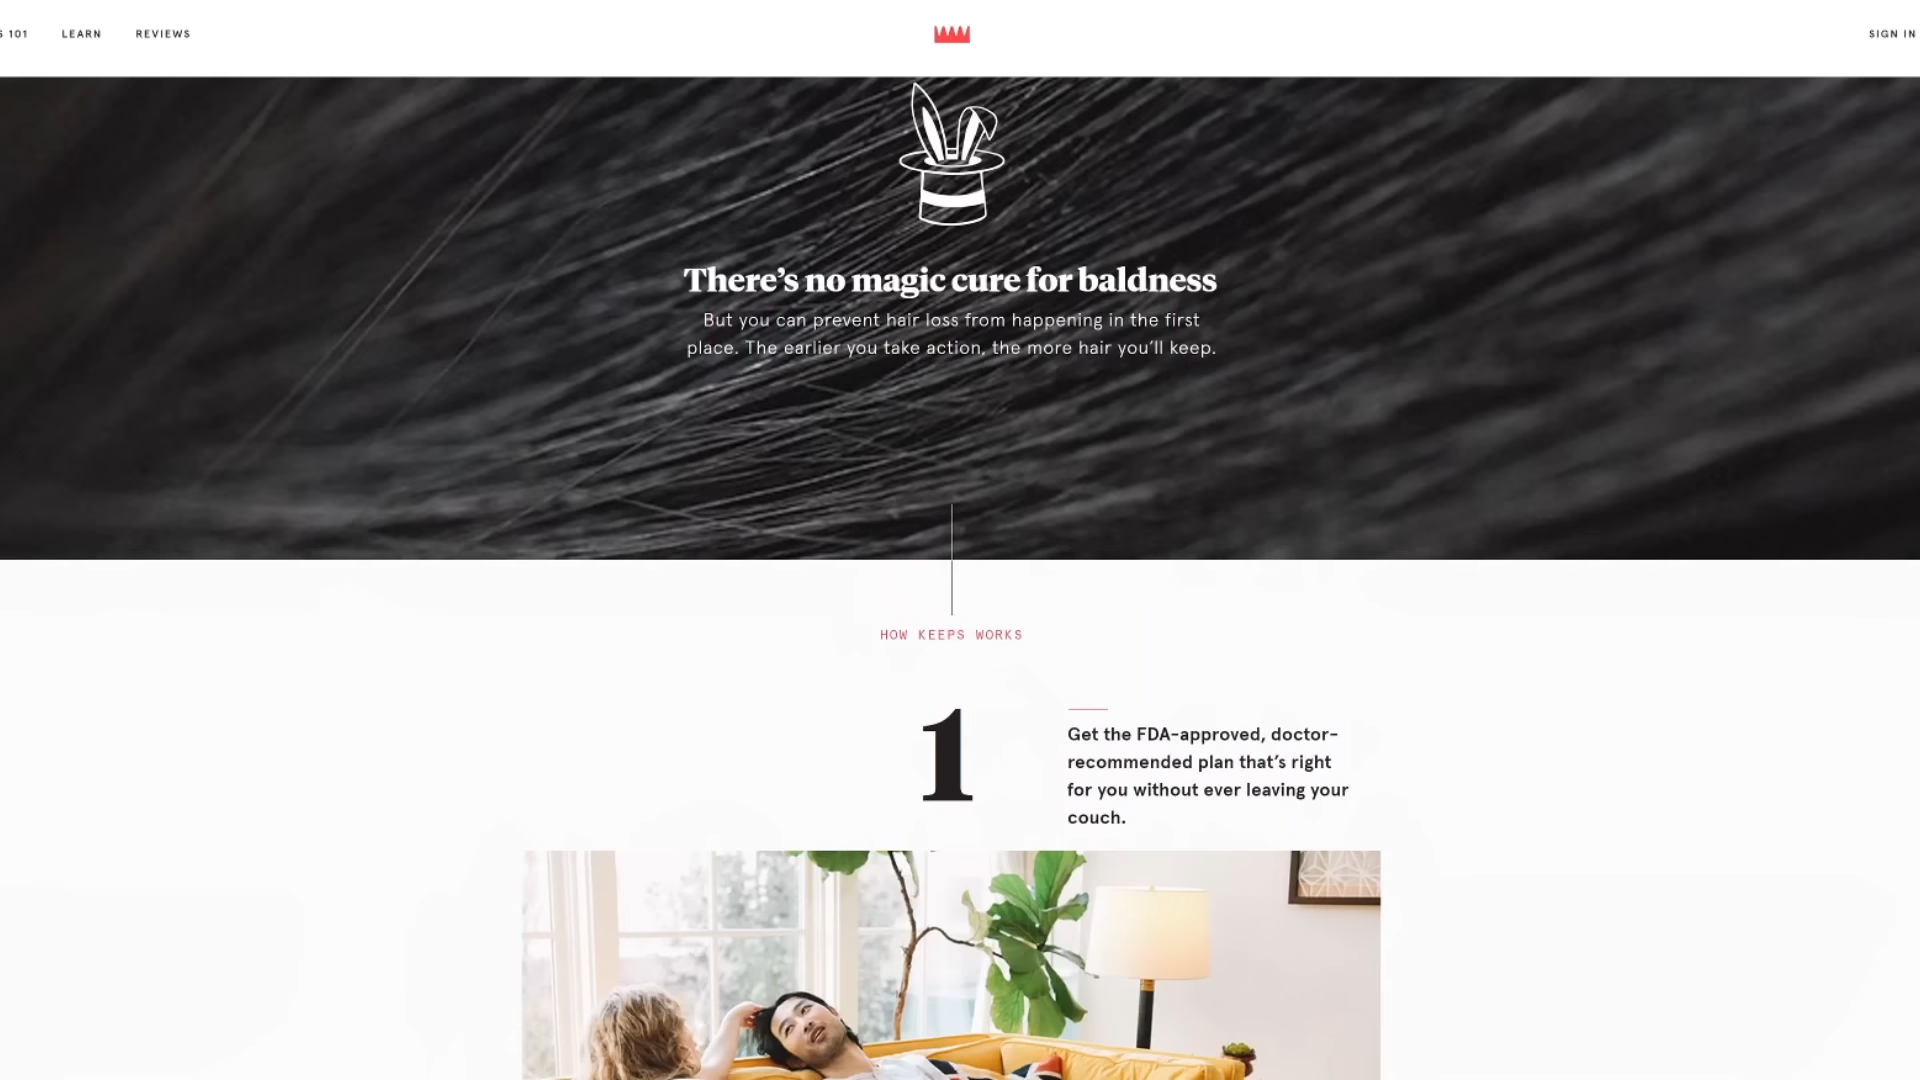 S 101 LEARN REVIEWS SIGN IN
There's no magic cure for baldness
But you can prevent hair loss from happening in the first
place. The earlier you take action, the more hair you'll keep.
HOW KEEPS WORKS
1
Get the FDA-approved, doctor-
recommended plan that's right
for you without ever leaving your
couch.